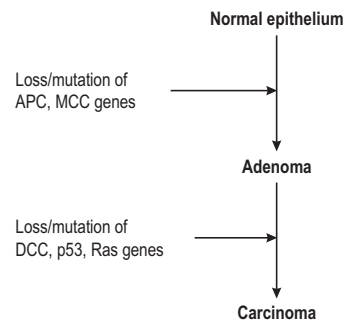 Normal epithelium
Loss/mutation of
APC, MCC genes
Adenoma
Loss/mutation of
DCC, p53, Ras genes
Carcinoma